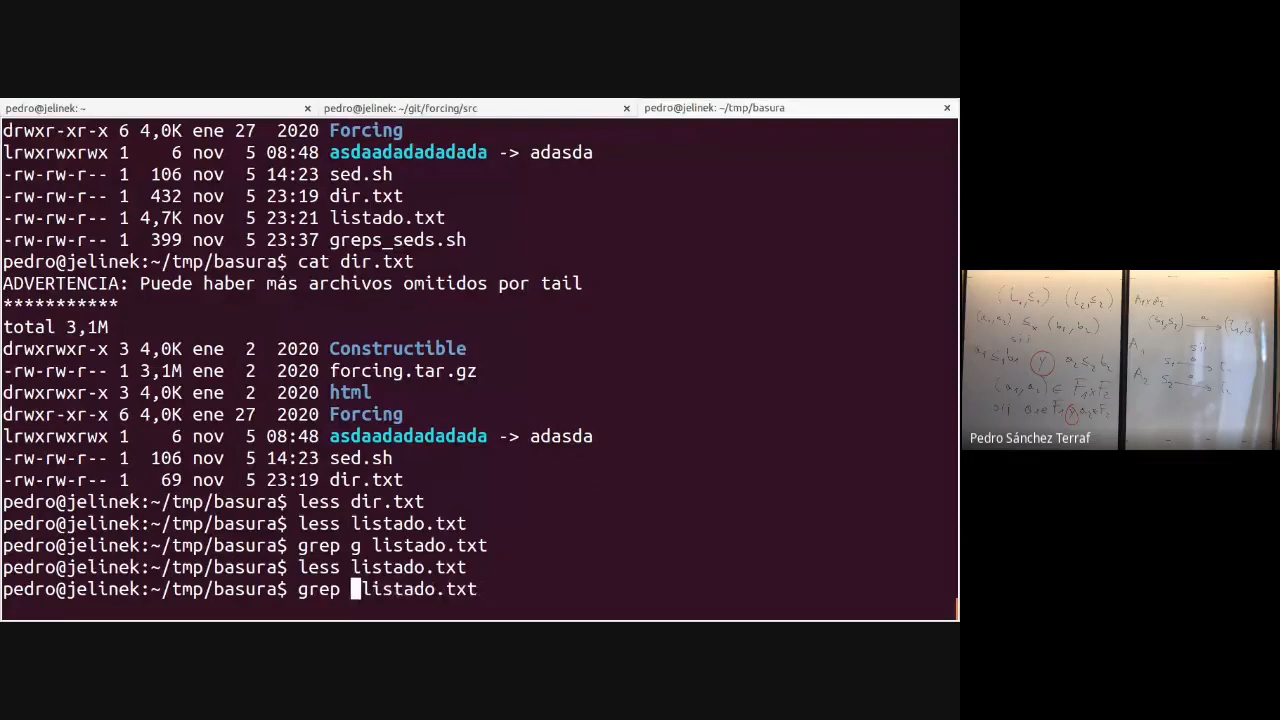 pedro@jelinek: ~ × pedro@jelinek: ~/git/forcing/src × pedro@jelinek: ~/tmp/basura ×
drwxr-xr-x 6 4,0K ene 27  2020 Forcing
lrwxrwxrwx 1    6 nov  5 08:48 asdaadadadadada -> adasda
-rw-rw-r-- 1  106 nov  5 14:23 sed.sh
-rw-rw-r-- 1  432 nov  5 23:19 dir.txt
-rw-rw-r-- 1 4,7K nov  5 23:21 listado.txt
-rw-rw-r-- 1  399 nov  5 23:37 greps_seds.sh
pedro@jelinek:~/tmp/basura$ cat dir.txt
ADVERTENCIA: Puede haber más archivos omitidos por tail
***********
total 3,1M
drwxrwxr-x 3 4,0K ene  2  2020 Constructible
-rw-rw-r-- 1 3,1M ene  2  2020 forcing.tar.gz
drwxrwxr-x 3 4,0K ene  2  2020 html
drwxr-xr-x 6 4,0K ene 27  2020 Forcing
lrwxrwxrwx 1    6 nov  5 08:48 asdaadadadadada -> adasda
-rw-rw-r-- 1  106 nov  5 14:23 sed.sh
-rw-rw-r-- 1   69 nov  5 23:19 dir.txt
pedro@jelinek:~/tmp/basura$ less dir.txt
pedro@jelinek:~/tmp/basura$ less listado.txt
pedro@jelinek:~/tmp/basura$ grep g listado.txt
pedro@jelinek:~/tmp/basura$ less listado.txt
pedro@jelinek:~/tmp/basura$ grep listado.txt
Pedro Sánchez Terraf